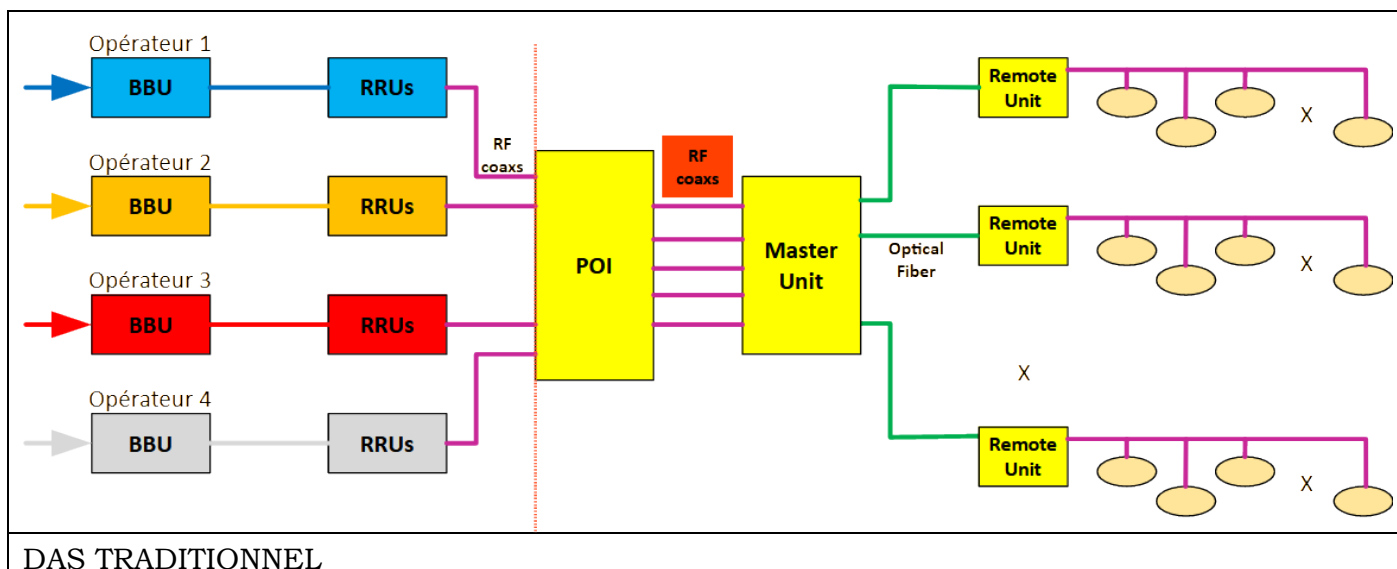 Opérateur 1
BBU
RRUs
Opérateur 2
BBU
RRUs
Opérateur 3
BBU
RRUs
Opérateur 4
BBU
RRUs
RF
coaxs
POI
RF
coaxs
Master
Unit
Optical
Fiber
Remote
Unit
X
Remote
Unit
X
X
Remote
Unit
X
DAS TRADITIONNEL